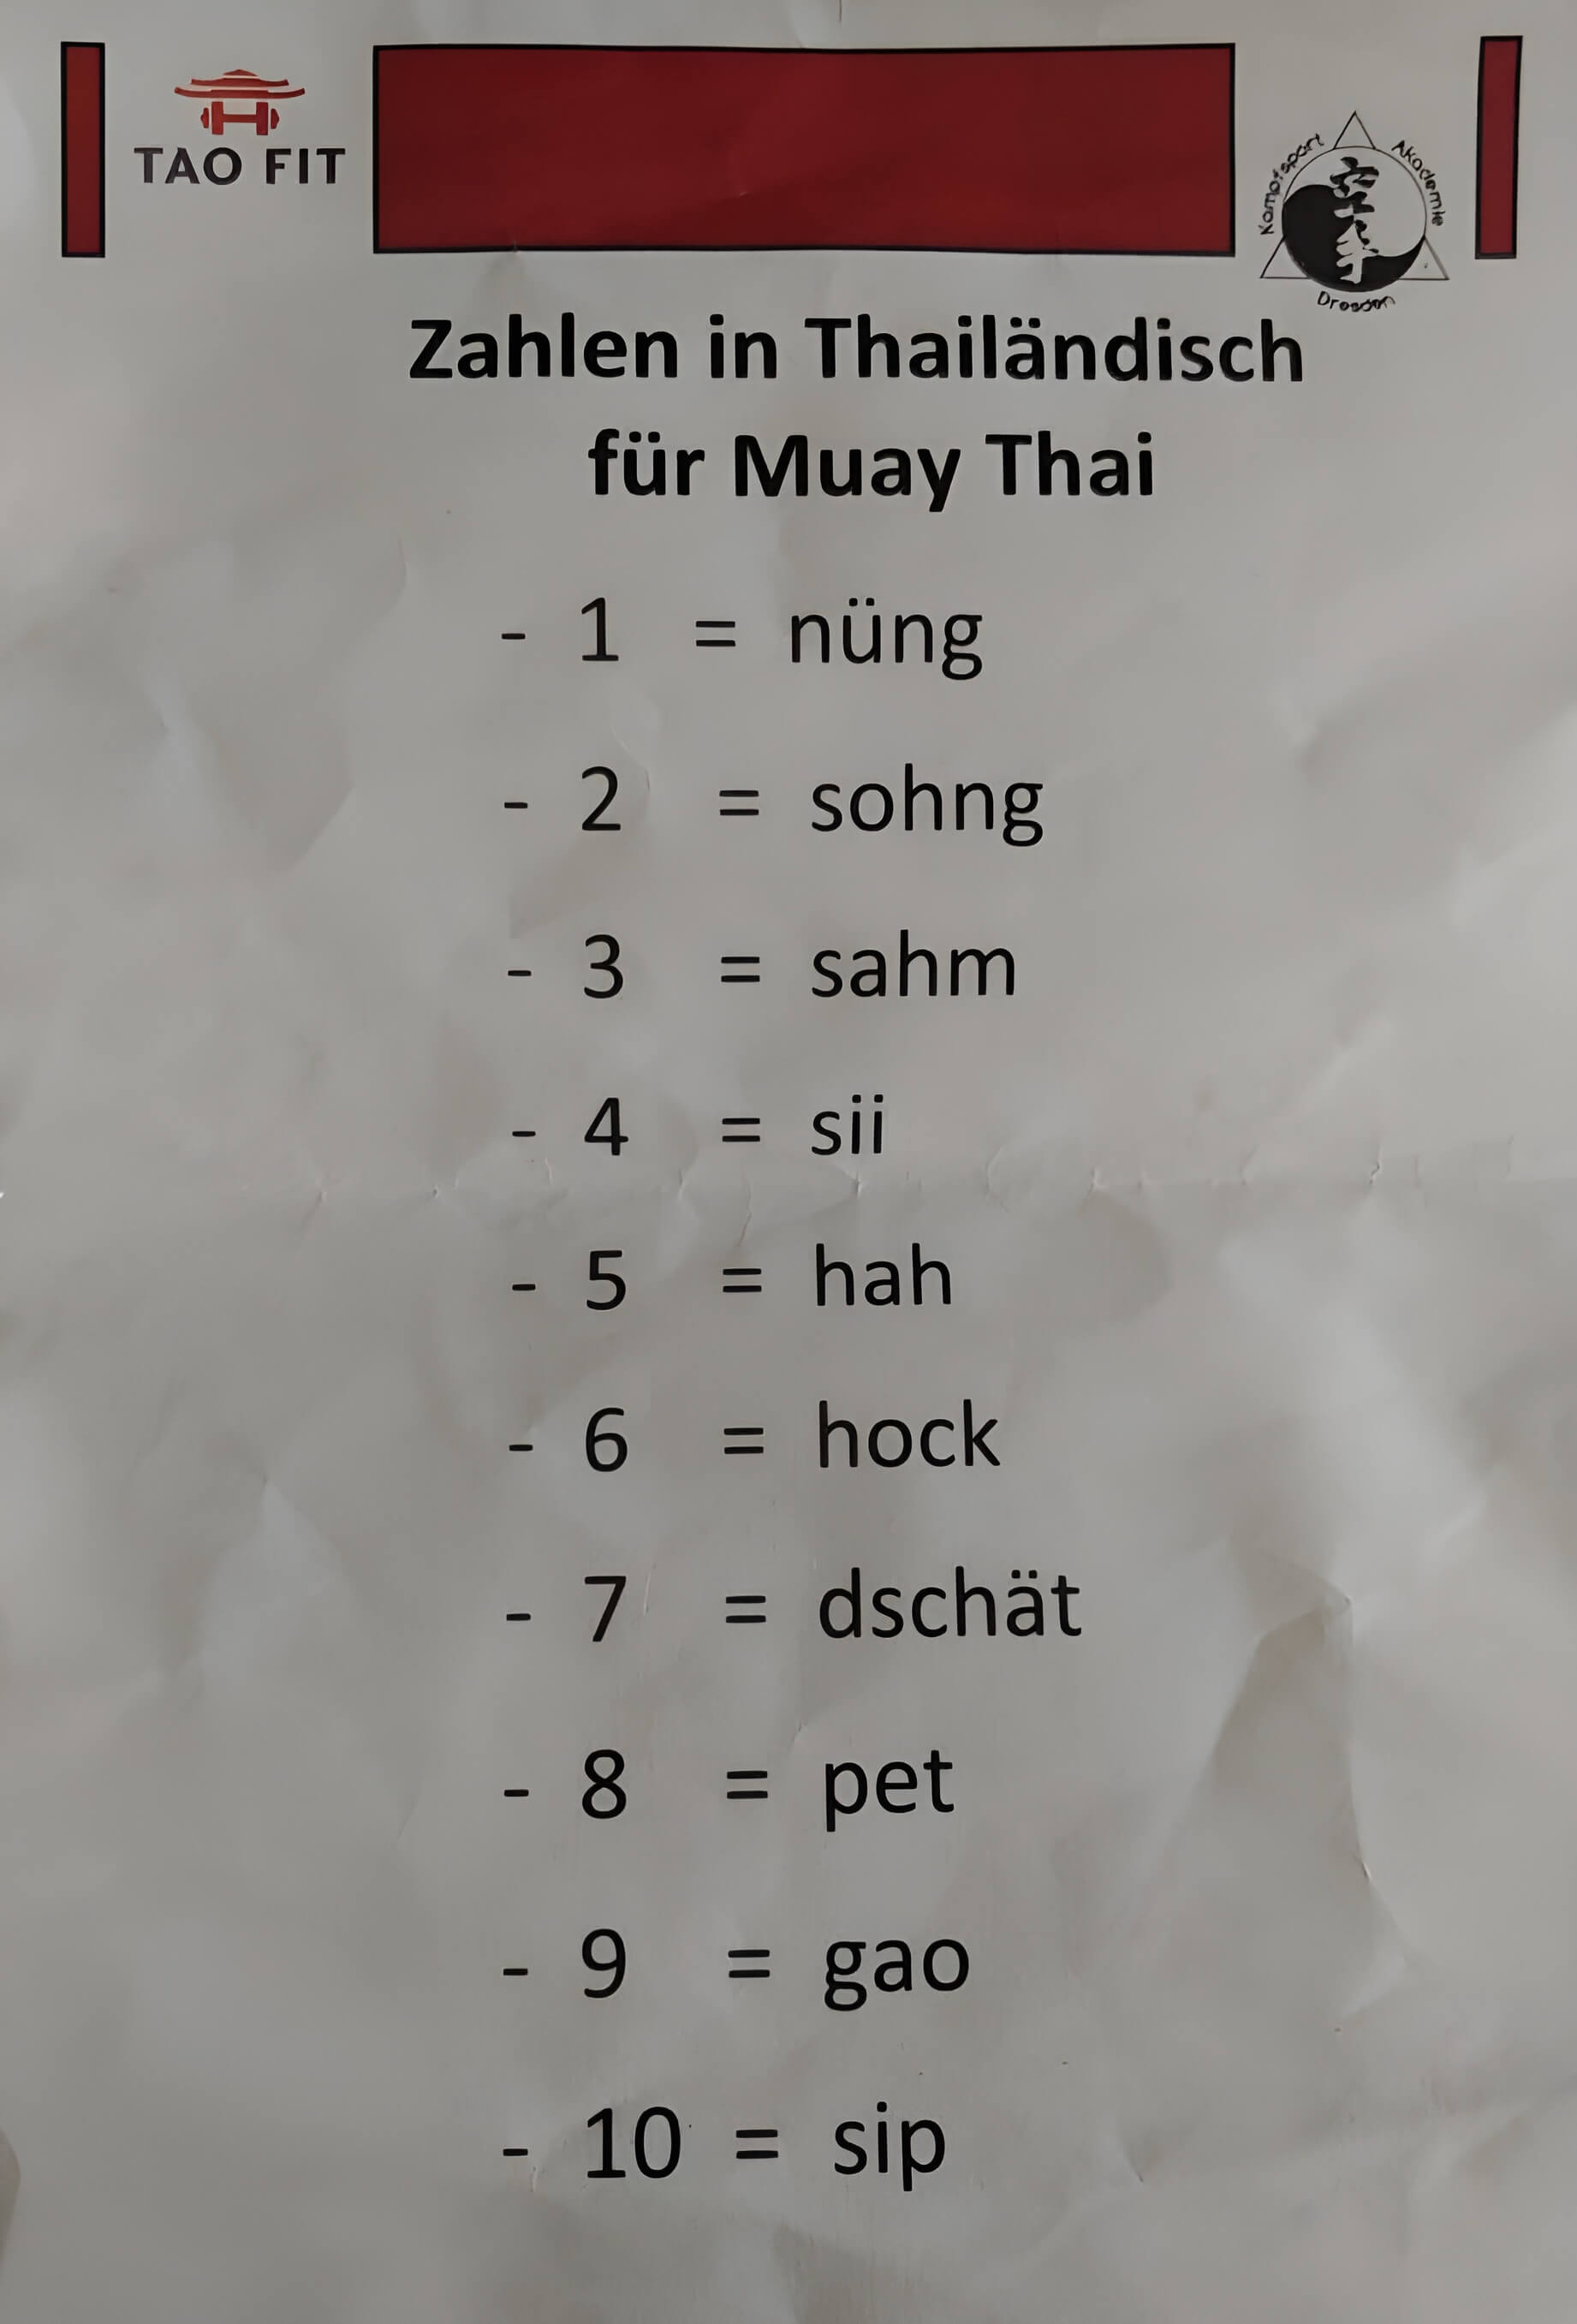 TAO FIT
Kampfsport Akademie
空手
Dresden
Zahlen in Thailändisch
für Muay Thai
- 1 = nüng
- 2 = sohng
- 3 = sahm
- 4 = sii
- 5 = hah
- 6 = hock
- 7 = dschät
- 8 = pet
- 9 = gao
- 10 = sip